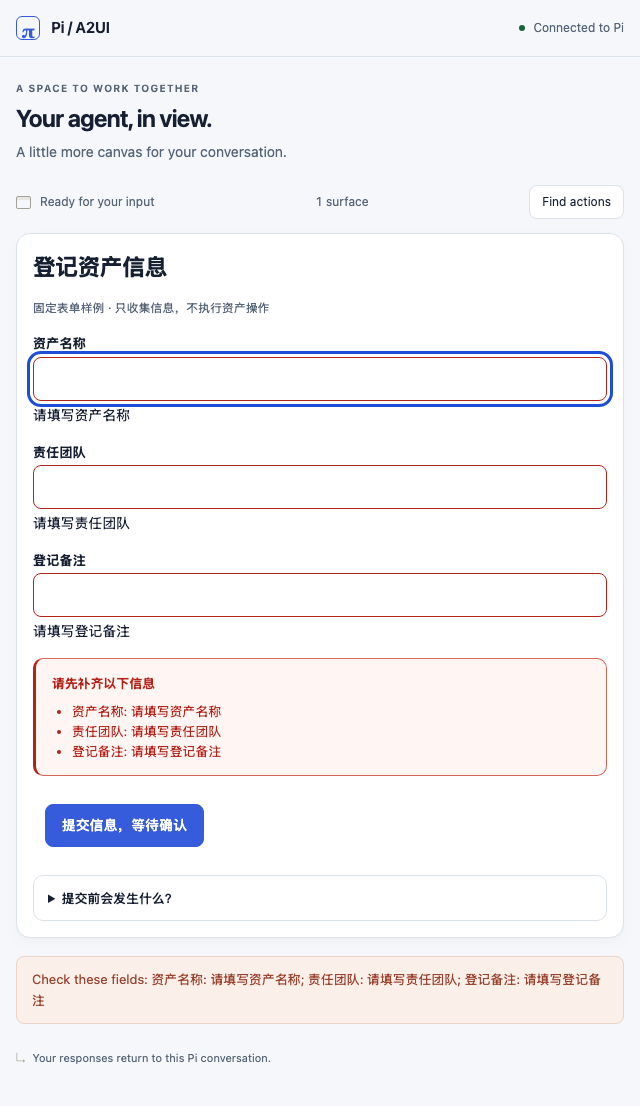 π Pi / A2UI
Connected to Pi
A SPACE TO WORK TOGETHER
Your agent, in view.
A little more canvas for your conversation.
Ready for your input
1 surface
Find actions
登记资产信息
固定表单样例 · 只收集信息，不执行资产操作
资产名称
请填写资产名称
责任团队
请填写责任团队
登记备注
请填写登记备注
请先补齐以下信息
• 资产名称: 请填写资产名称
• 责任团队: 请填写责任团队
• 登记备注: 请填写登记备注
提交信息，等待确认
提交前会发生什么?
Check these fields: 资产名称: 请填写资产名称; 责任团队: 请填写责任团队; 登记备注: 请填写登记备
注
Your responses return to this Pi conversation.